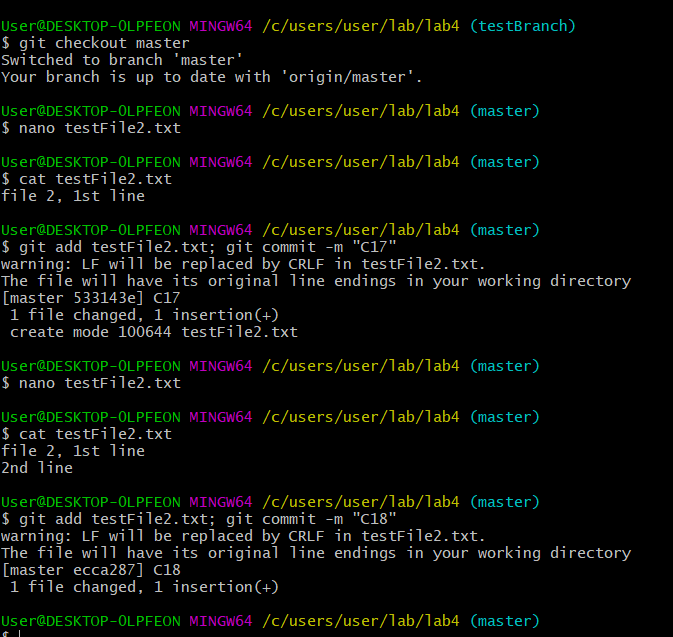 User@DESKTOP-0LPFEON MINGW64 /c/users/user/lab/lab4 (testBranch)
$ git checkout master
Switched to branch 'master'
Your branch is up to date with 'origin/master'.
User@DESKTOP-0LPFEON MINGW64 /c/users/user/lab/lab4 (master)
$ nano testFile2.txt
User@DESKTOP-0LPFEON MINGW64 /c/users/user/lab/lab4 (master)
$ cat testFile2.txt
file 2, 1st line
User@DESKTOP-0LPFEON MINGW64 /c/users/user/lab/lab4 (master)
$ git add testFile2.txt; git commit -m "C17"
warning: LF will be replaced by CRLF in testFile2.txt.
The file will have its original line endings in your working directory
[master 533143e] C17
 1 file changed, 1 insertion(+)
 create mode 100644 testFile2.txt
User@DESKTOP-0LPFEON MINGW64 /c/users/user/lab/lab4 (master)
$ nano testFile2.txt
User@DESKTOP-0LPFEON MINGW64 /c/users/user/lab/lab4 (master)
$ cat testFile2.txt
file 2, 1st line
2nd line
User@DESKTOP-0LPFEON MINGW64 /c/users/user/lab/lab4 (master)
$ git add testFile2.txt; git commit -m "C18"
warning: LF will be replaced by CRLF in testFile2.txt.
The file will have its original line endings in your working directory
[master ecca287] C18
 1 file changed, 1 insertion(+)
User@DESKTOP-0LPFEON MINGW64 /c/users/user/lab/lab4 (master)
$